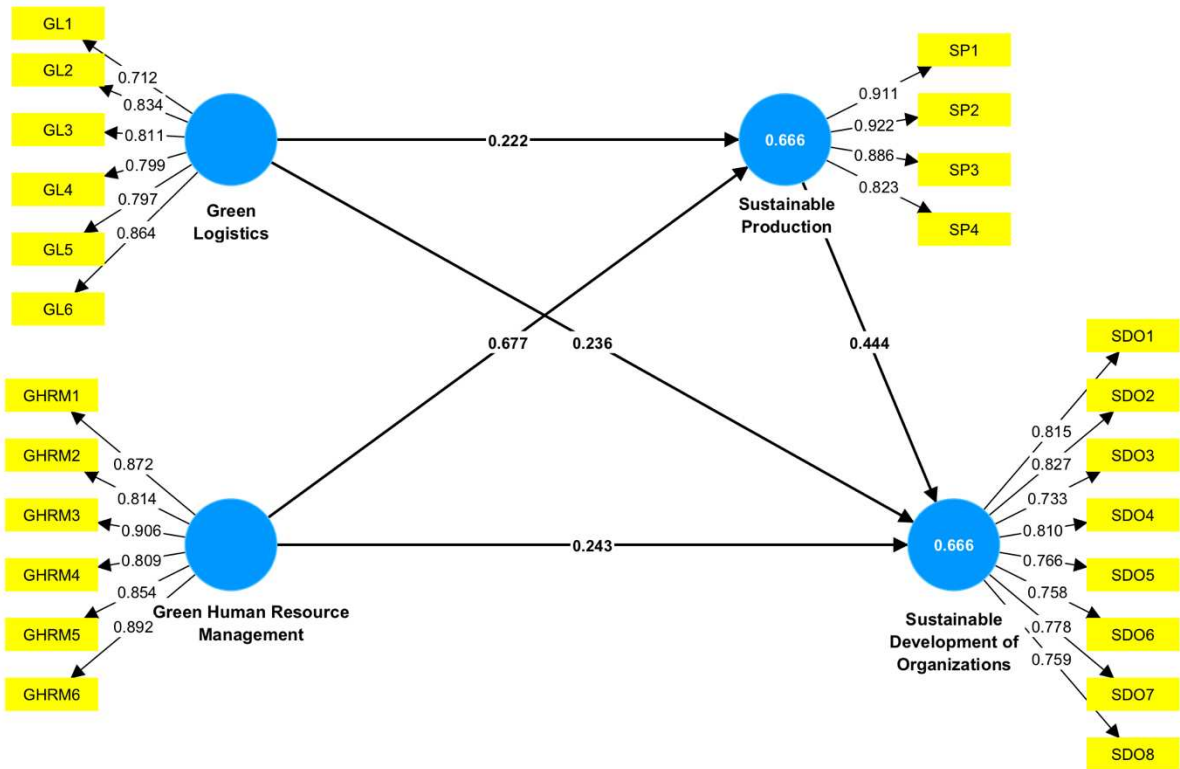 GL1
GL2
GL3
GL4
GL5
GL6
0.712
0.834
0.811
0.799
0.797
0.864
Green
Logistics
0.222
0.666
Sustainable
Production
0.911
0.922
0.886
0.823
SP1
SP2
SP3
SP4
0.677
0.236
0.444
GHRM1
GHRM2
GHRM3
GHRM4
GHRM5
GHRM6
0.872
0.814
0.906
0.809
0.854
0.892
Green Human Resource
Management
0.243
0.666
Sustainable
Development of
Organizations
0.815
0.827
0.733
0.810
0.766
0.758
0.778
0.759
SDO1
SDO2
SDO3
SDO4
SDO5
SDO6
SDO7
SDO8